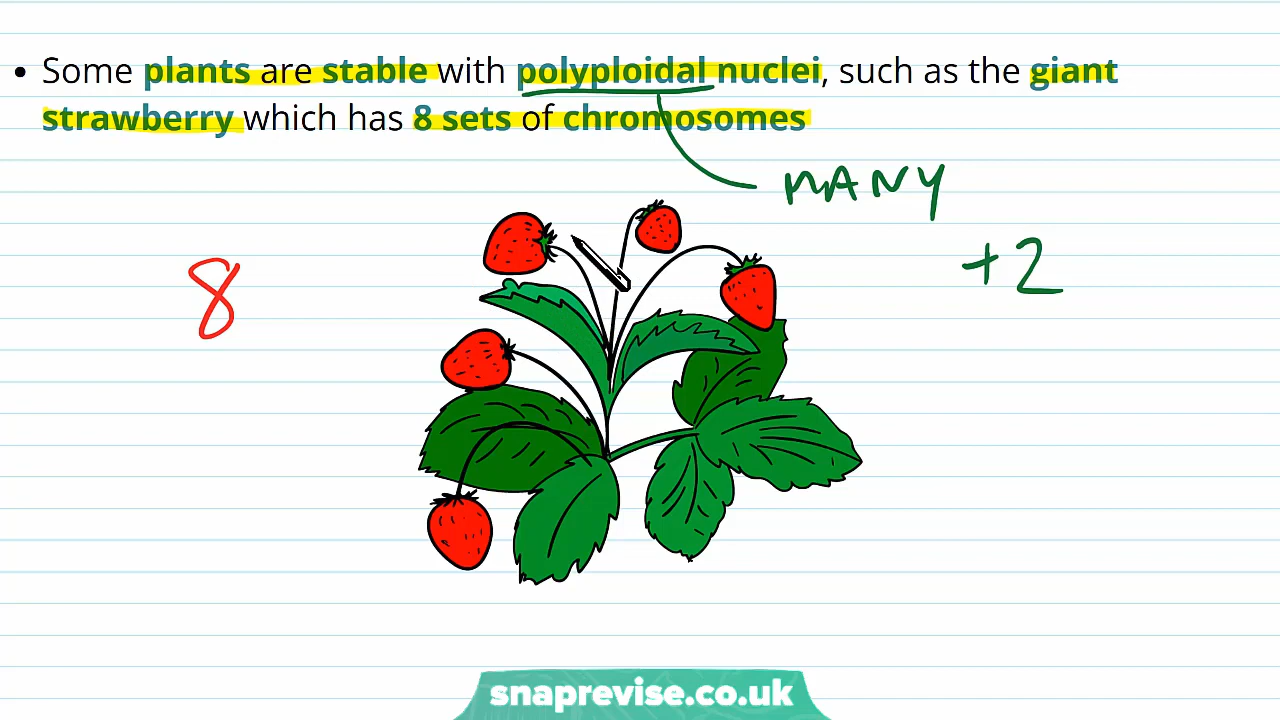 • Some plants are stable with polyploidal nuclei, such as the giant
strawberry which has 8 sets of chromosomes
MANY
+2
8
snaprevise.co.uk